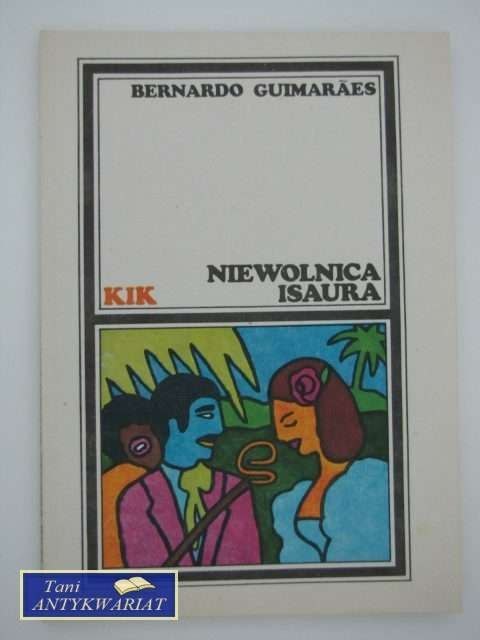 BERNARDO GUIMARÃES
NIEWOLNICA
KIK ISAURA
Tani
ANTYKWARIAT